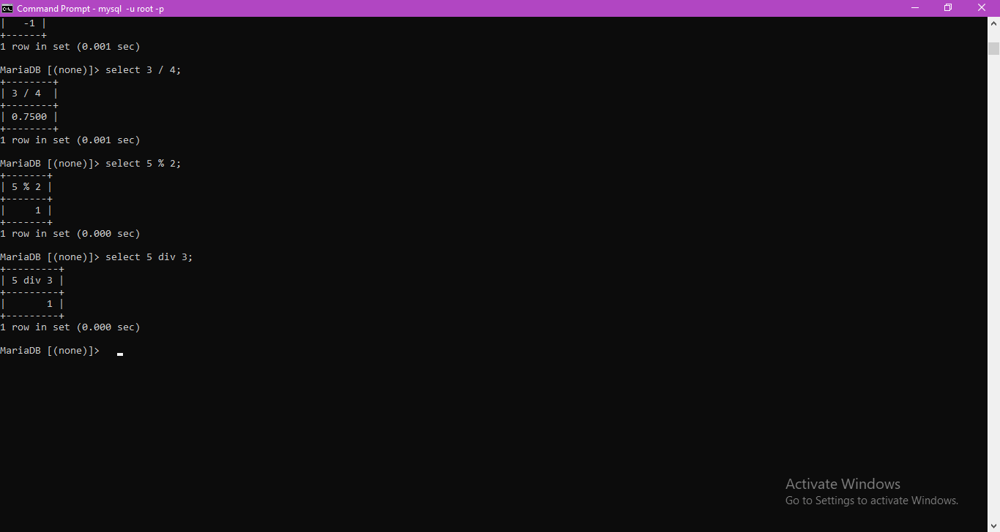 Command Prompt - mysql  -u root -p
|   -1 |
+------+
1 row in set (0.001 sec)

MariaDB [(none)]> select 3 / 4;
+--------+
| 3 / 4  |
+--------+
| 0.7500 |
+--------+
1 row in set (0.001 sec)

MariaDB [(none)]> select 5 % 2;
+-------+
| 5 % 2 |
+-------+
|     1 |
+-------+
1 row in set (0.000 sec)

MariaDB [(none)]> select 5 div 3;
+---------+
| 5 div 3 |
+---------+
|       1 |
+---------+
1 row in set (0.000 sec)

MariaDB [(none)]>
Activate Windows
Go to Settings to activate Windows.